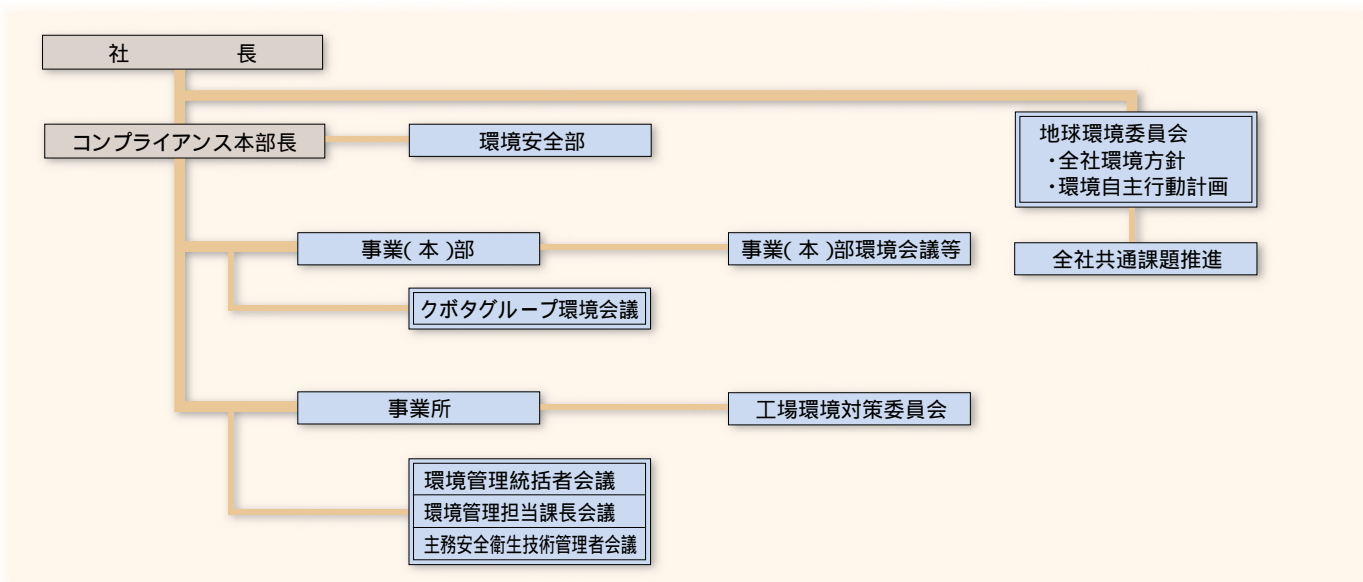 社　　　長
コンプライアンス本部長
環境安全部
地球環境委員会
・全社環境方針
・環境自主行動計画
事業(本)部
事業(本)部環境会議等
全社共通課題推進
クボタグループ環境会議
事業所
工場環境対策委員会
環境管理統括者会議
環境管理担当課長会議
主務安全衛生技術管理者会議